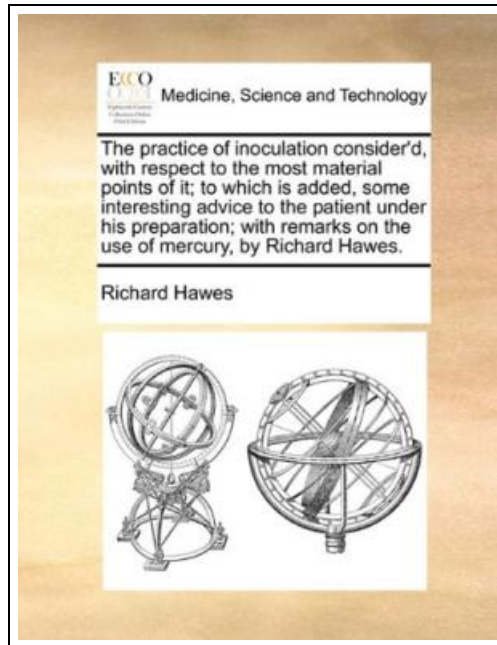 ECCO
Medicine, Science and Technology
The practice of inoculation consider'd,
with respect to the most material
points of it; to which is added, some
interesting advice to the patient under
his preparation; with remarks on the
use of mercury, by Richard Hawes.
Richard Hawes